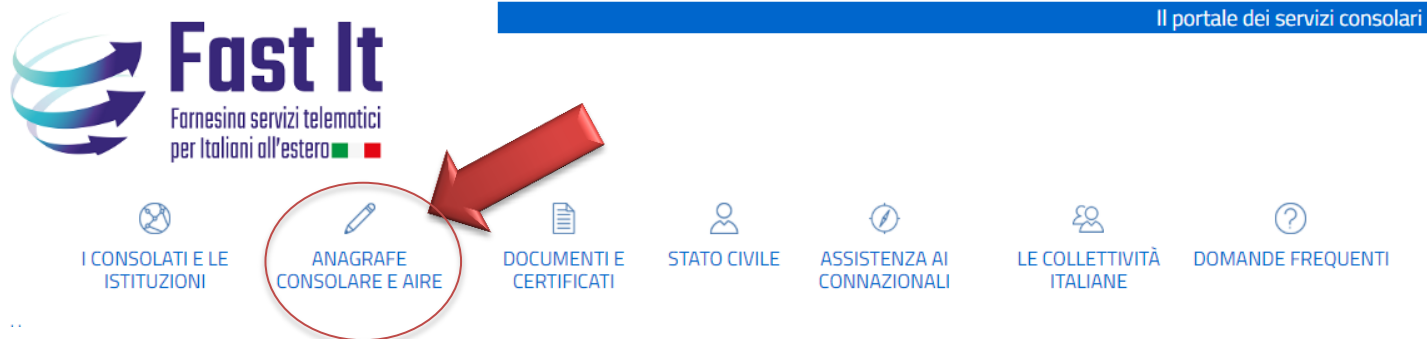 Il portale dei servizi consolari
Fast It
Farnesina servizi telematici
per Italiani all'estero
I CONSOLATI E LE
ISTITUZIONI
ANAGRAFE
CONSOLARE E AIRE
DOCUMENTI E
CERTIFICATI
STATO CIVILE
ASSISTENZA AI
CONNAZIONALI
LE COLLETTIVITÀ
ITALIANE
DOMANDE FREQUENTI
. .